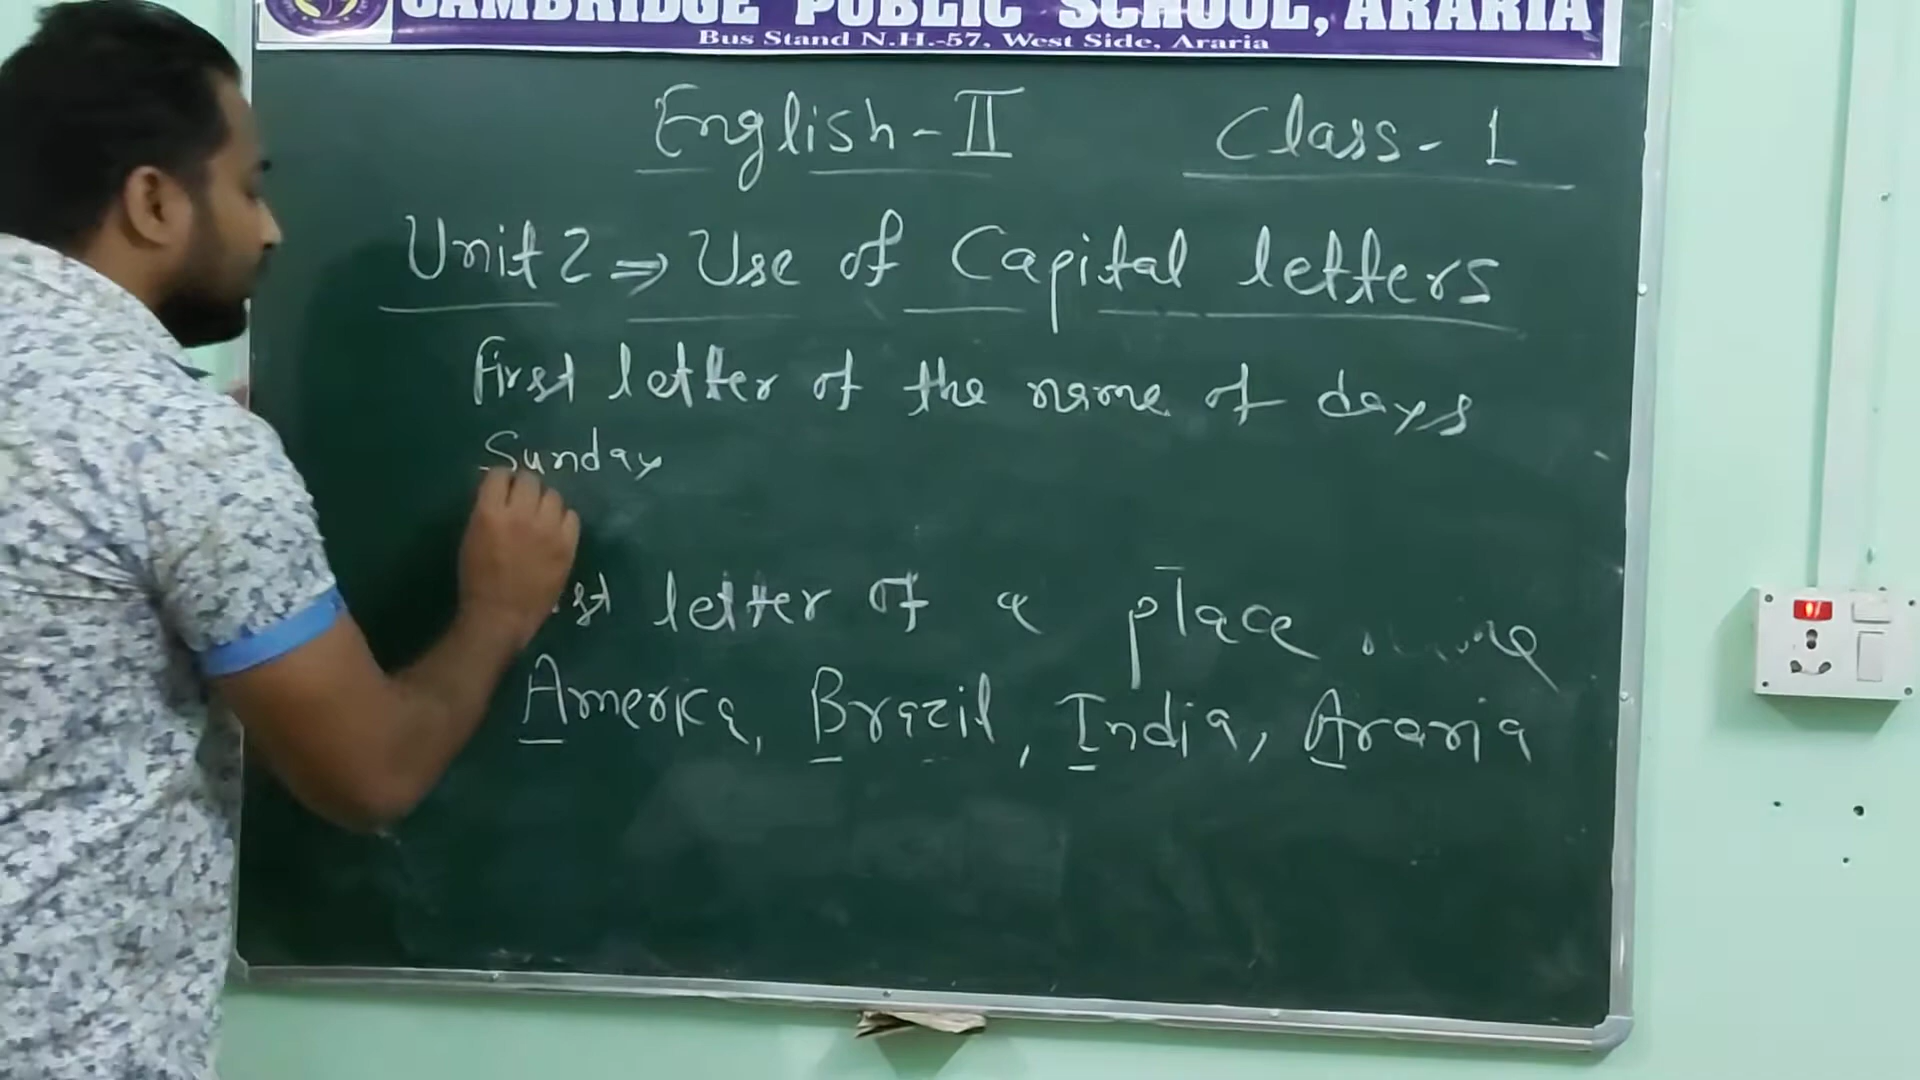 CAMBRIDGE PUBLIC SCHOOL, ARARIA
Bus Stand N.H.-57, West Side, Araria
English-II Class-1
Unit 2 ⇒ Use of Capital letters
First letter of the name of days
Sunday
letter of a place
Amerka, Brazil, India, Araria